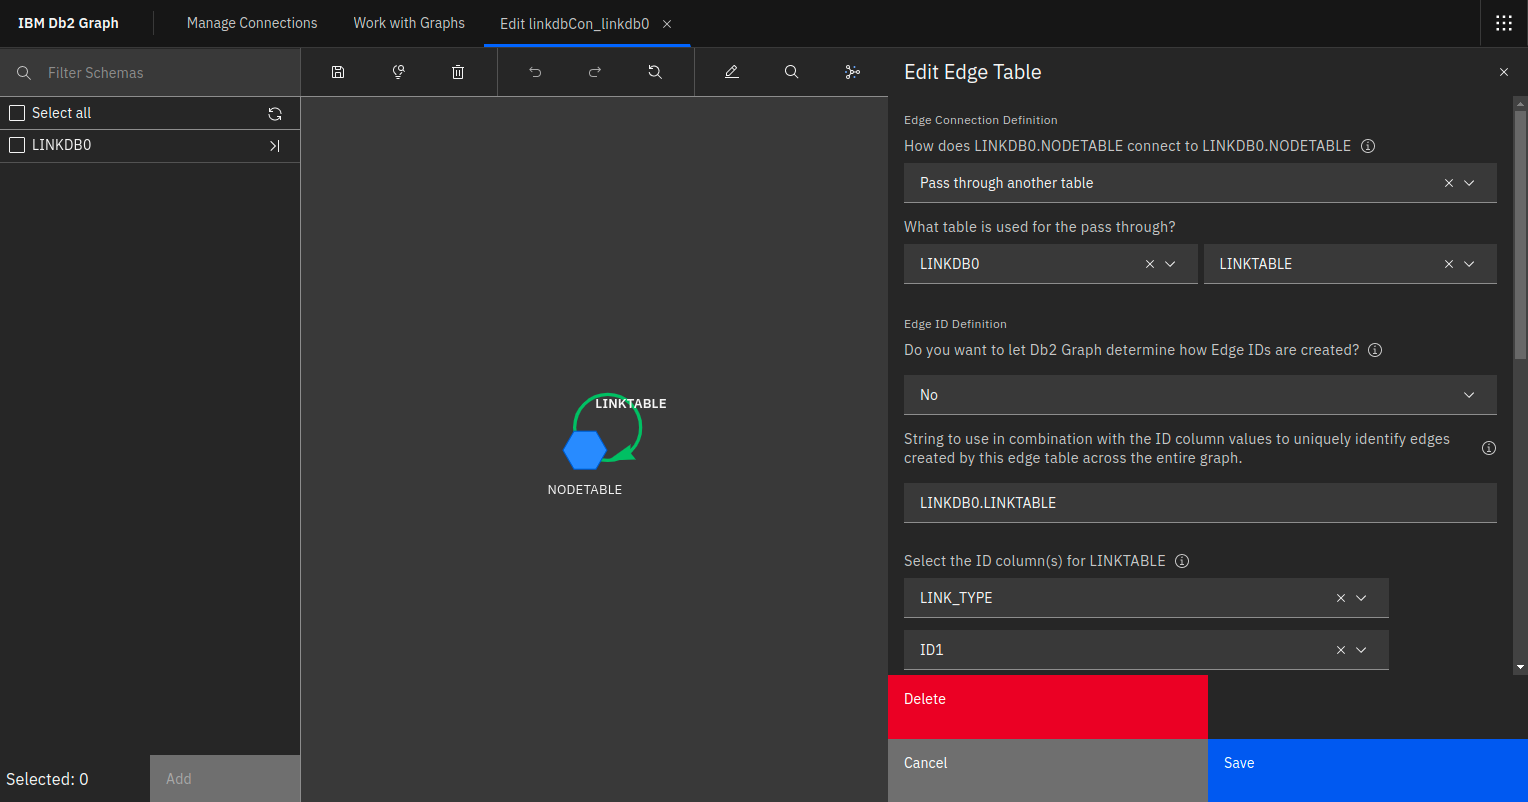 IBM Db2 Graph
Manage Connections
Work with Graphs
Edit linkdbCon_linkdb0
Filter Schemas
Select all
LINKDB0
Selected: 0
Add
LINKTABLE
NODETABLE
Edit Edge Table
Edge Connection Definition
How does LINKDB0.NODETABLE connect to LINKDB0.NODETABLE
Pass through another table
What table is used for the pass through?
LINKDB0
LINKTABLE
Edge ID Definition
Do you want to let Db2 Graph determine how Edge IDs are created?
No
String to use in combination with the ID column values to uniquely identify edges
created by this edge table across the entire graph.
LINKDB0.LINKTABLE
Select the ID column(s) for LINKTABLE
LINK_TYPE
ID1
Delete
Cancel
Save